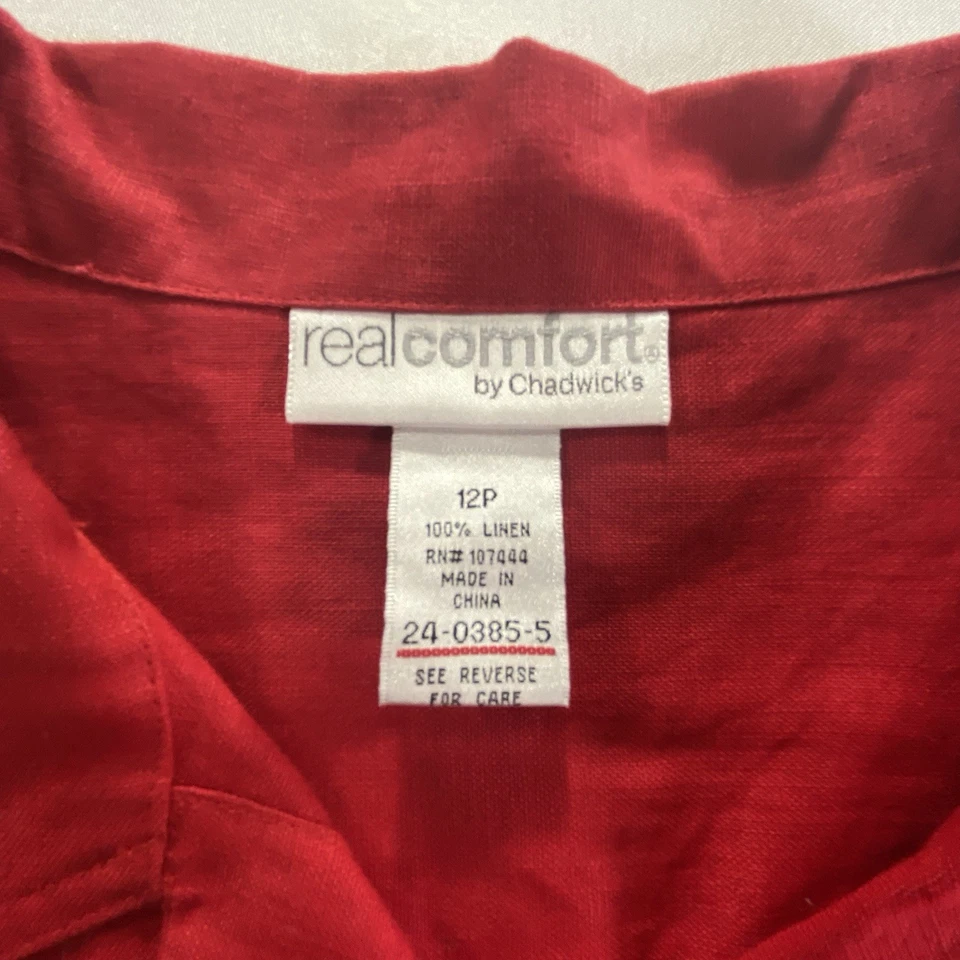 realcomfort®
by Chadwick's
12P
100% LINEN
RN# 107444
MADE IN
CHINA
24-0385-5
SEE REVERSE
FOR CARE